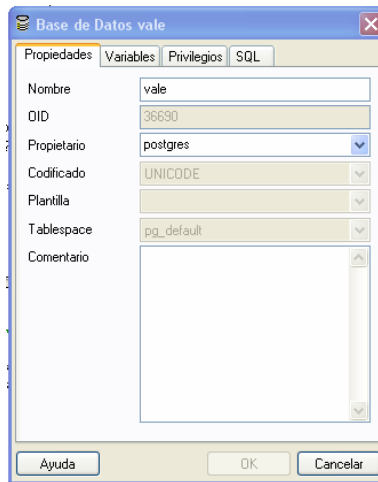 Base de Datos vale
Propiedades Variables Privilegios SQL
Nombre vale
OID 36690
Propietario postgres
Codificado UNICODE
Plantilla
Tablespace pg_default
Comentario
Ayuda OK Cancelar